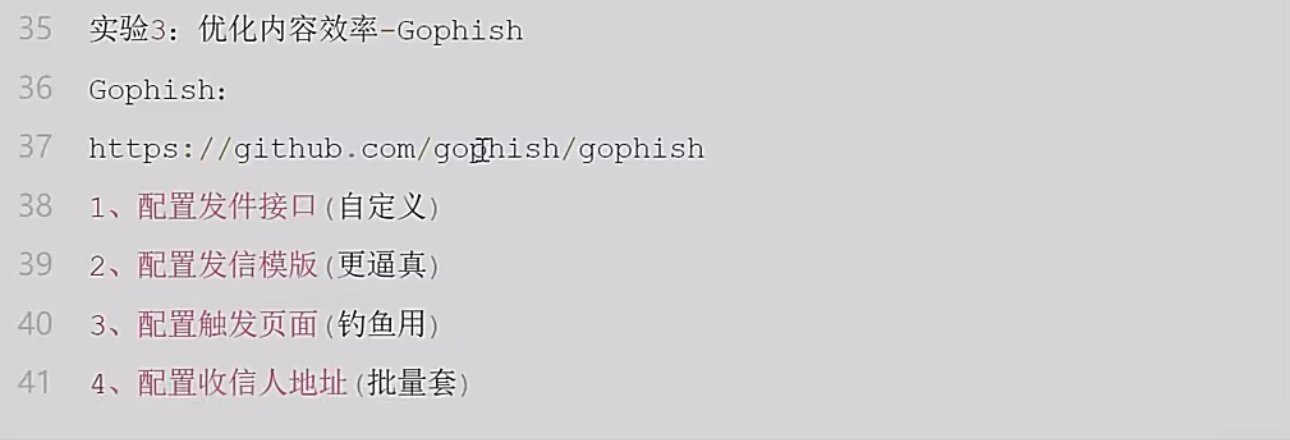 35 实验3：优化内容效率-Gophish
36 Gophish：
37 https://github.com/gophish/gophish
38 1、配置发件接口(自定义)
39 2、配置发信模版(更逼真)
40 3、配置触发页面(钓鱼用)
41 4、配置收信人地址(批量套)